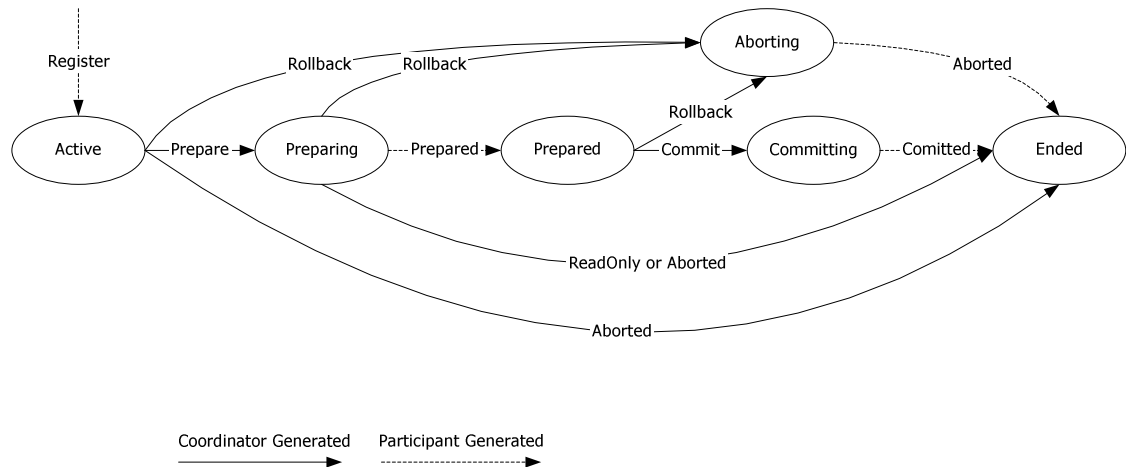 Aborting
Register
Rollback
Rollback
Aborted
Rollback
Active
Prepare
Preparing
Prepared
Prepared
Commit
Committing
Comitted
Ended
ReadOnly or Aborted
Aborted
Coordinator Generated
Participant Generated